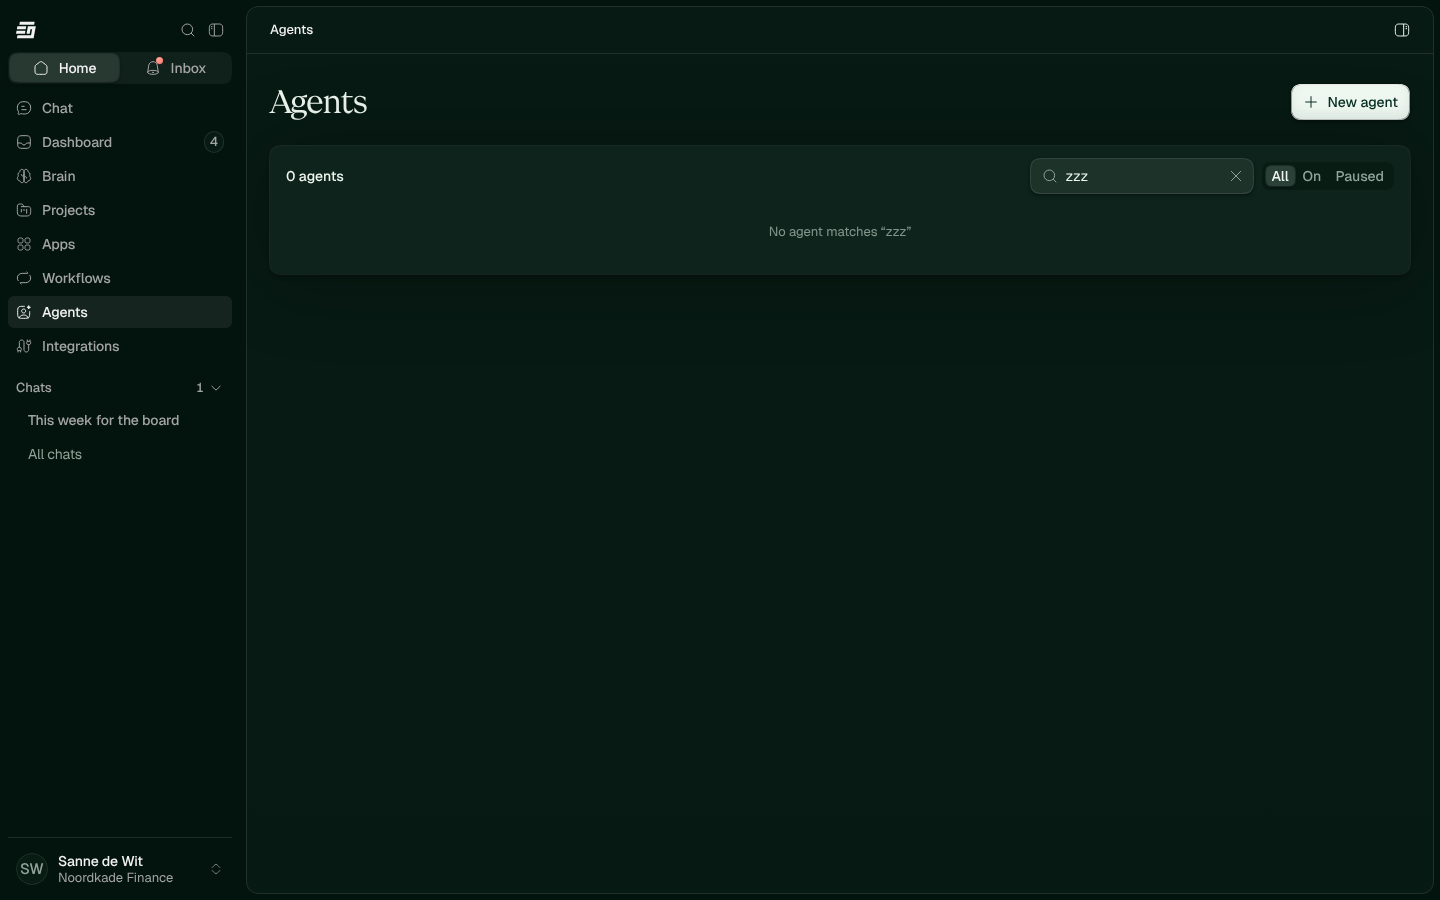 Agents
Home
Inbox
Chat
Dashboard
4
Brain
Projects
Apps
Workflows
Agents
Integrations
Chats
1
This week for the board
All chats
SW
Sanne de Wit
Noordkade Finance
Agents
New agent
0 agents
zzz
All
On
Paused
No agent matches “zzz”